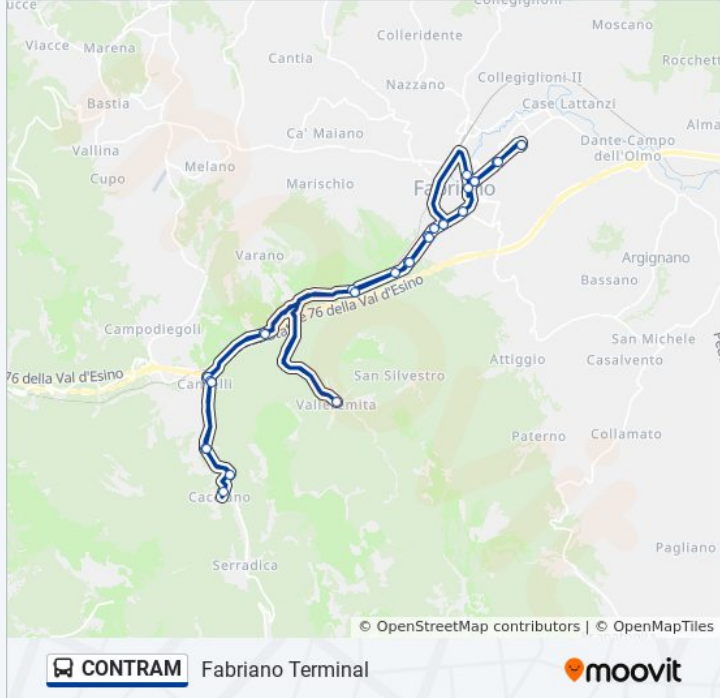 Collegiglioni
Moscano
Colleridente
Viacce
Marena
Cantia
Rocchett
Nazzano
Collegiglioni II
Bastia
Case Lattanzi
Ca' Maiano
Alma
Dante-Campo
dell'Olmo
Vallina
Melano
Cupo
Marischio
Varano
Argignano
Bassano
76 della Val d'Esino
Campodiegoli
San Michele
Attiggio
Casalvento
76 della Val d'Esino
San Silvestro
Paterno
Collamato
Pagliano
Serradica
© OpenStreetMap contributors | © OpenMapTiles
CONTRAM Fabriano Terminal
moovit